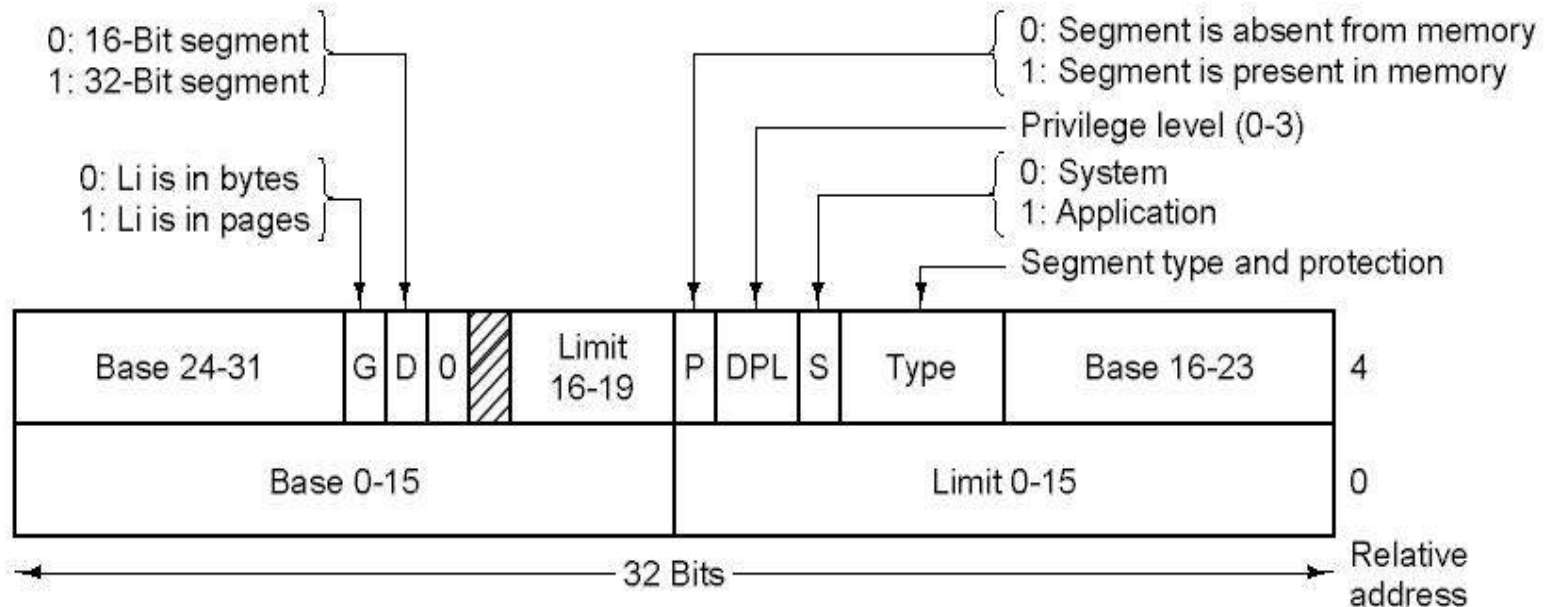 0: 16-Bit segment
1: 32-Bit segment
0: Li is in bytes
1: Li is in pages
0: Segment is absent from memory
1: Segment is present in memory
Privilege level (0-3)
0: System
1: Application
Segment type and protection
Base 24-31
G
D
0
Limit
16-19
P
DPL
S
Type
Base 16-23
4
Base 0-15
Limit 0-15
0
32 Bits
Relative
address